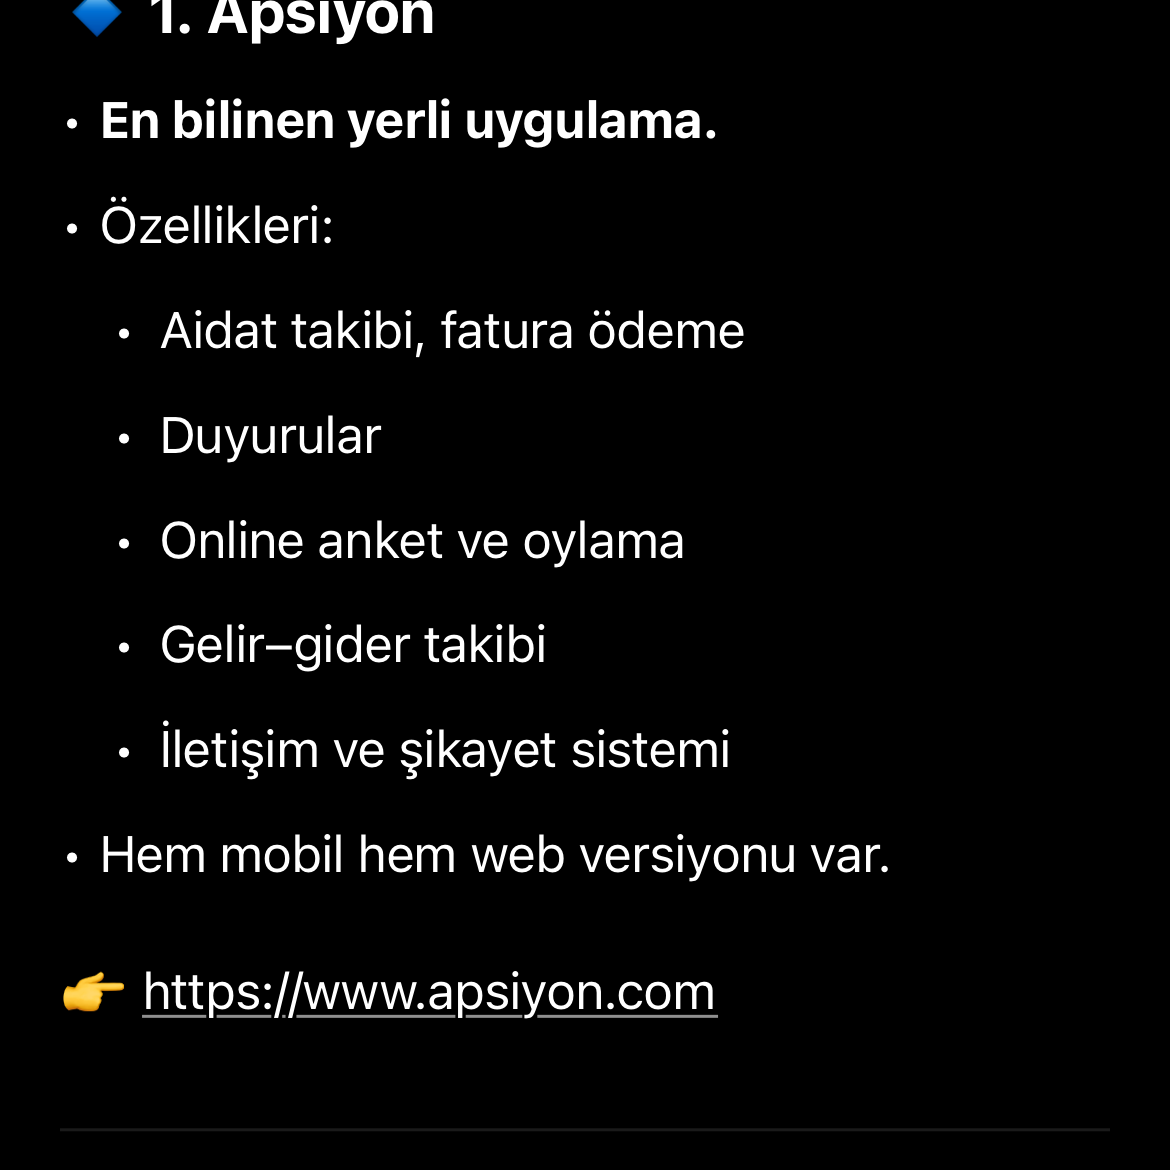 🔷 1. Apsiyon
• En bilinen yerli uygulama.
• Özellikleri:
• Aidat takibi, fatura ödeme
• Duyurular
• Online anket ve oylama
• Gelir–gider takibi
• İletişim ve şikayet sistemi
• Hem mobil hem web versiyonu var.
👉 https://www.apsiyon.com